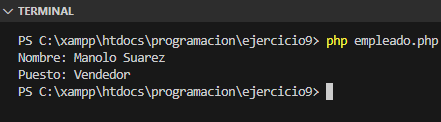 TERMINAL
PS C:\xampp\htdocs\programacion\ejercicio9> php empleado.php
Nombre: Manolo Suarez
Puesto: Vendedor
PS C:\xampp\htdocs\programacion\ejercicio9>